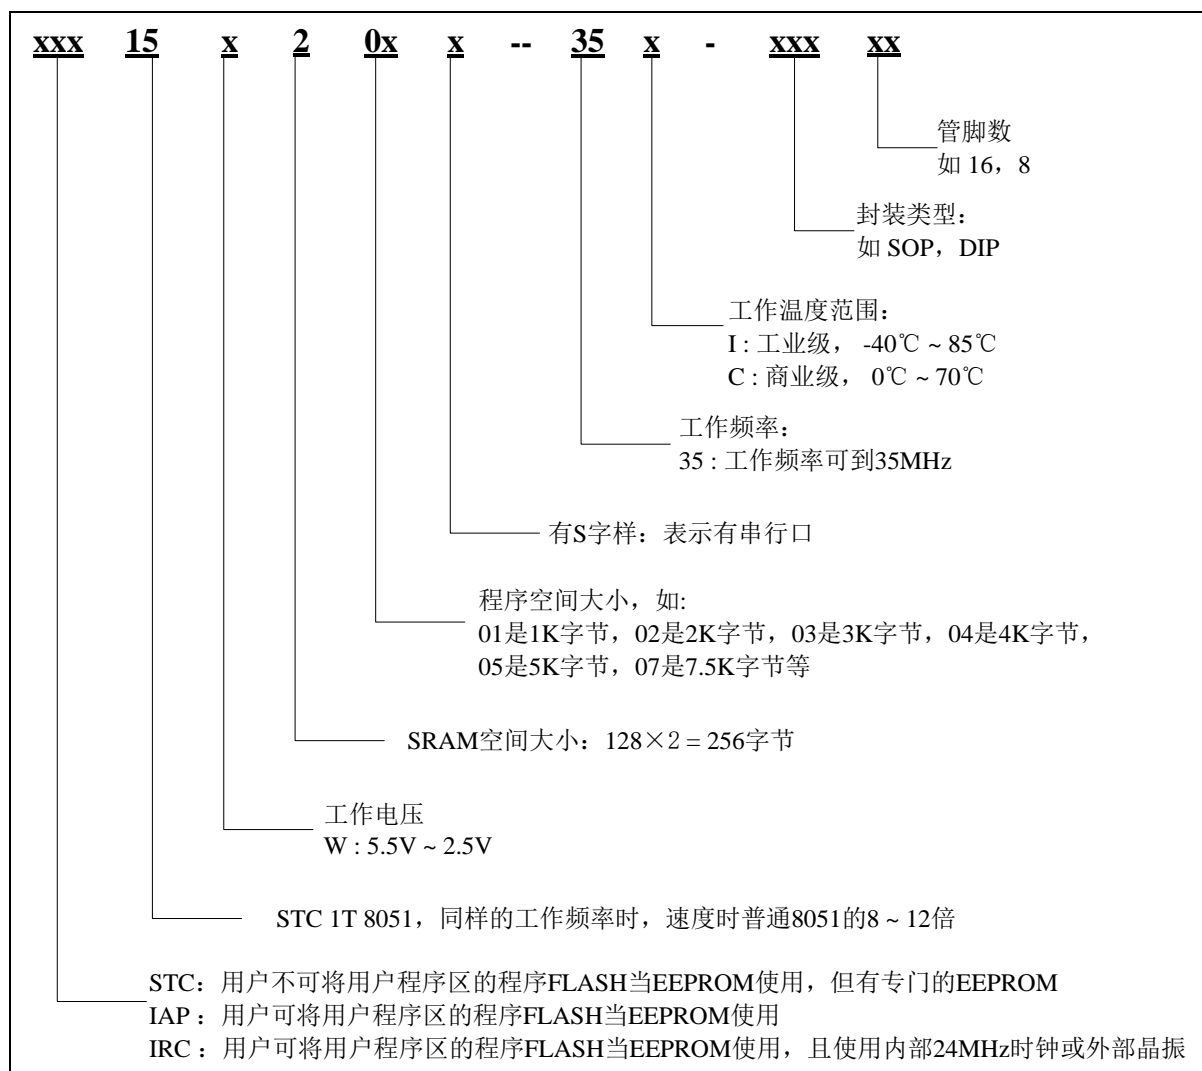 xxx 15 x 2 0x x -- 35 x - xxx xx
管脚数
如 16，8
封装类型：
如 SOP，DIP
工作温度范围：
I : 工业级， -40℃ ~ 85℃
C : 商业级， 0℃ ~ 70℃
工作频率：
35 : 工作频率可到35MHz
有S字样：表示有串行口
程序空间大小，如:
01是1K字节，02是2K字节，03是3K字节，04是4K字节，
05是5K字节，07是7.5K字节等
SRAM空间大小：128×2 = 256字节
工作电压
W : 5.5V ~ 2.5V
STC 1T 8051，同样的工作频率时，速度时普通8051的8 ~ 12倍
STC：用户不可将用户程序区的程序FLASH当EEPROM使用，但有专门的EEPROM
IAP：用户可将用户程序区的程序FLASH当EEPROM使用
IRC：用户可将用户程序区的程序FLASH当EEPROM使用，且使用内部24MHz时钟或外部晶振